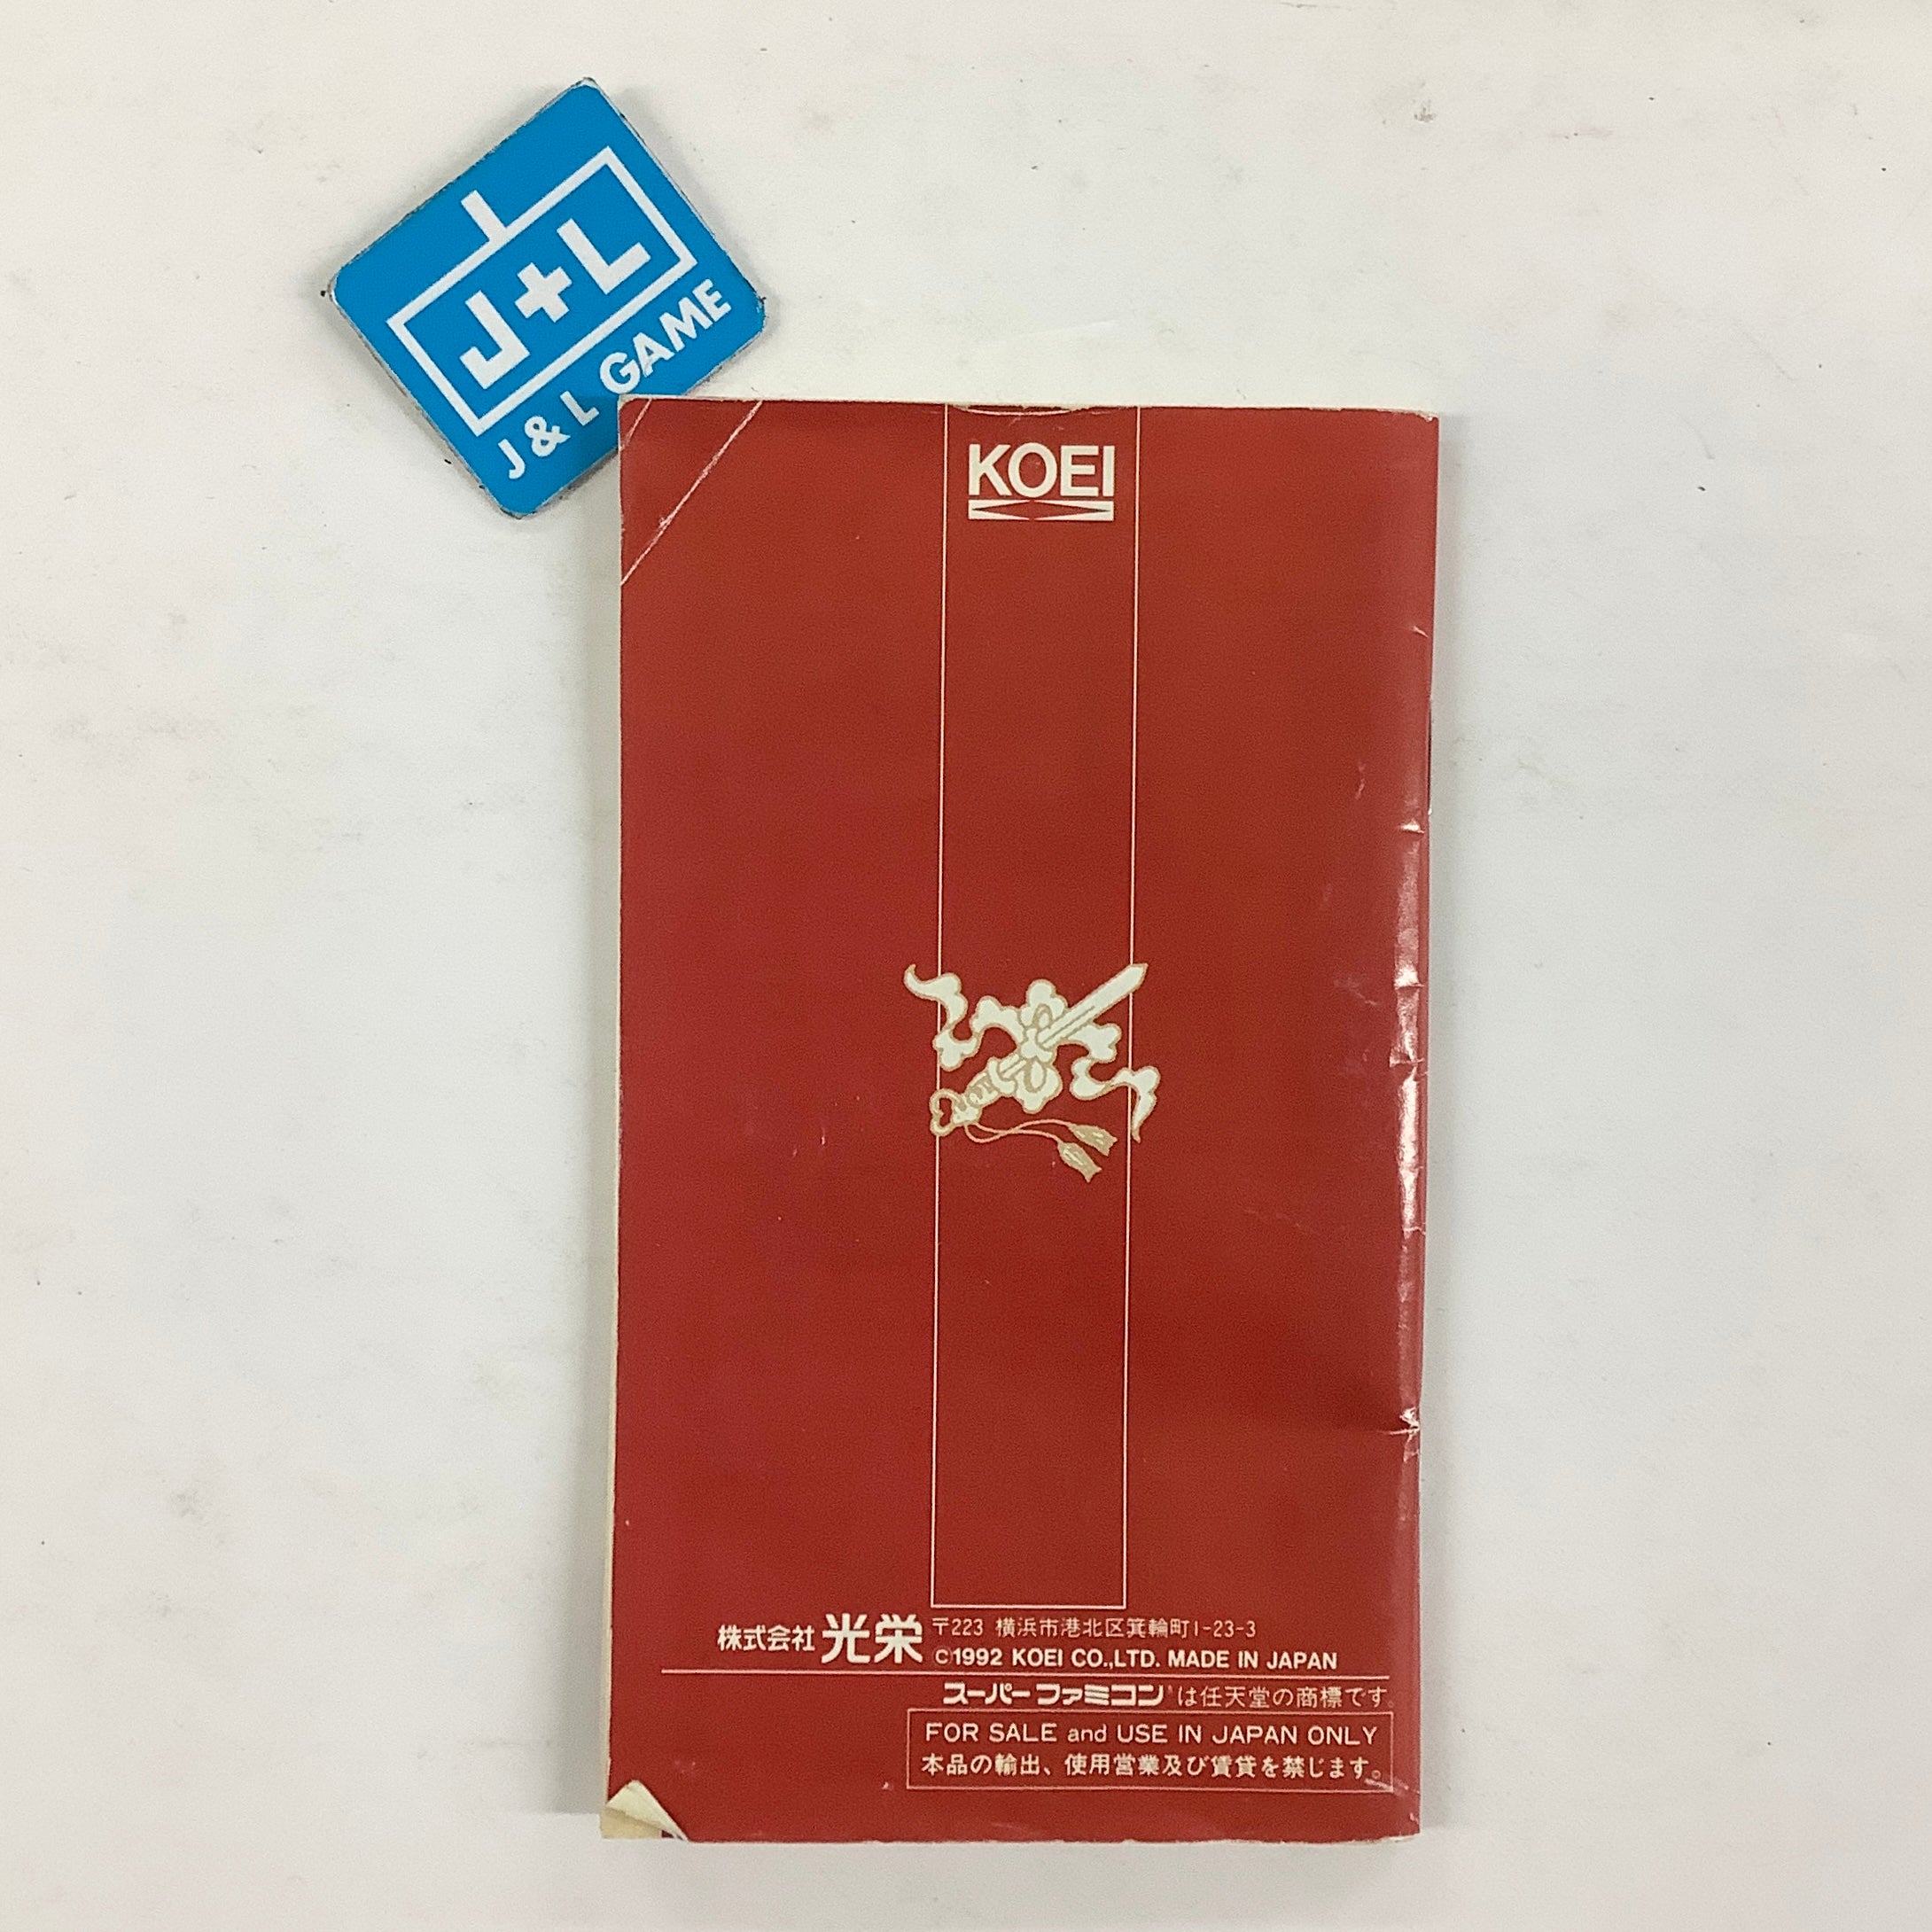 J+L
J & L GAME
KOEI
株式会社 光栄 〒223 横浜市港北区箕輪町1-23-3
©1992 KOEI CO.,LTD. MADE IN JAPAN
スーパーファミコン®は任天堂の商標です。
FOR SALE and USE IN JAPAN ONLY
本品の輸出、使用営業及び賃貸を禁じます。